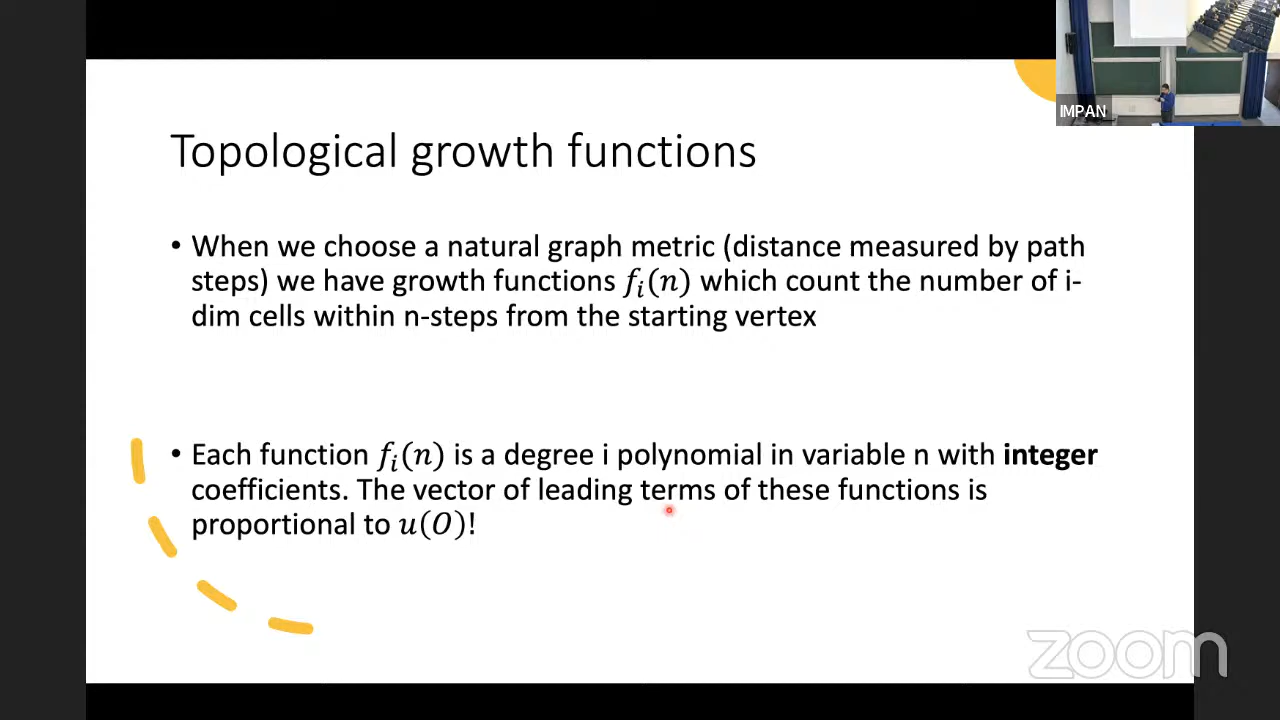 IMPAN
Topological growth functions
• When we choose a natural graph metric (distance measured by path
steps) we have growth functions fᵢ(n) which count the number of i-
dim cells within n-steps from the starting vertex
• Each function fᵢ(n) is a degree i polynomial in variable n with integer
coefficients. The vector of leading terms of these functions is
proportional to u(O)!
zoom